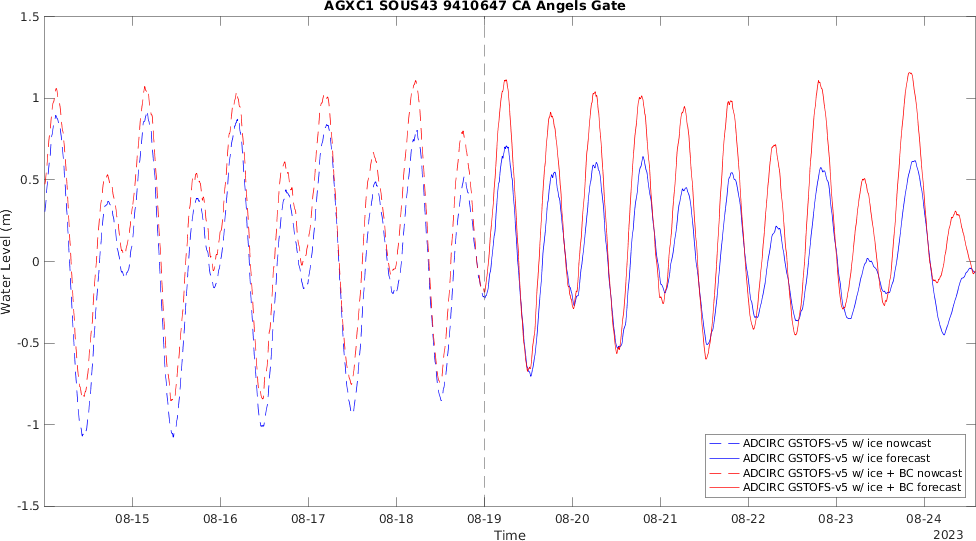 AGXC1 SOUS43 9410647 CA Angels Gate
1.5
1
0.5
0
-0.5
-1
-1.5
Water Level (m)
ADCIRC GSTOFS-v5 w/ ice nowcast
ADCIRC GSTOFS-v5 w/ ice forecast
ADCIRC GSTOFS-v5 w/ ice + BC nowcast
ADCIRC GSTOFS-v5 w/ ice + BC forecast
08-15 08-16 08-17 08-18 08-19 08-20 08-21 08-22 08-23 08-24
Time
2023